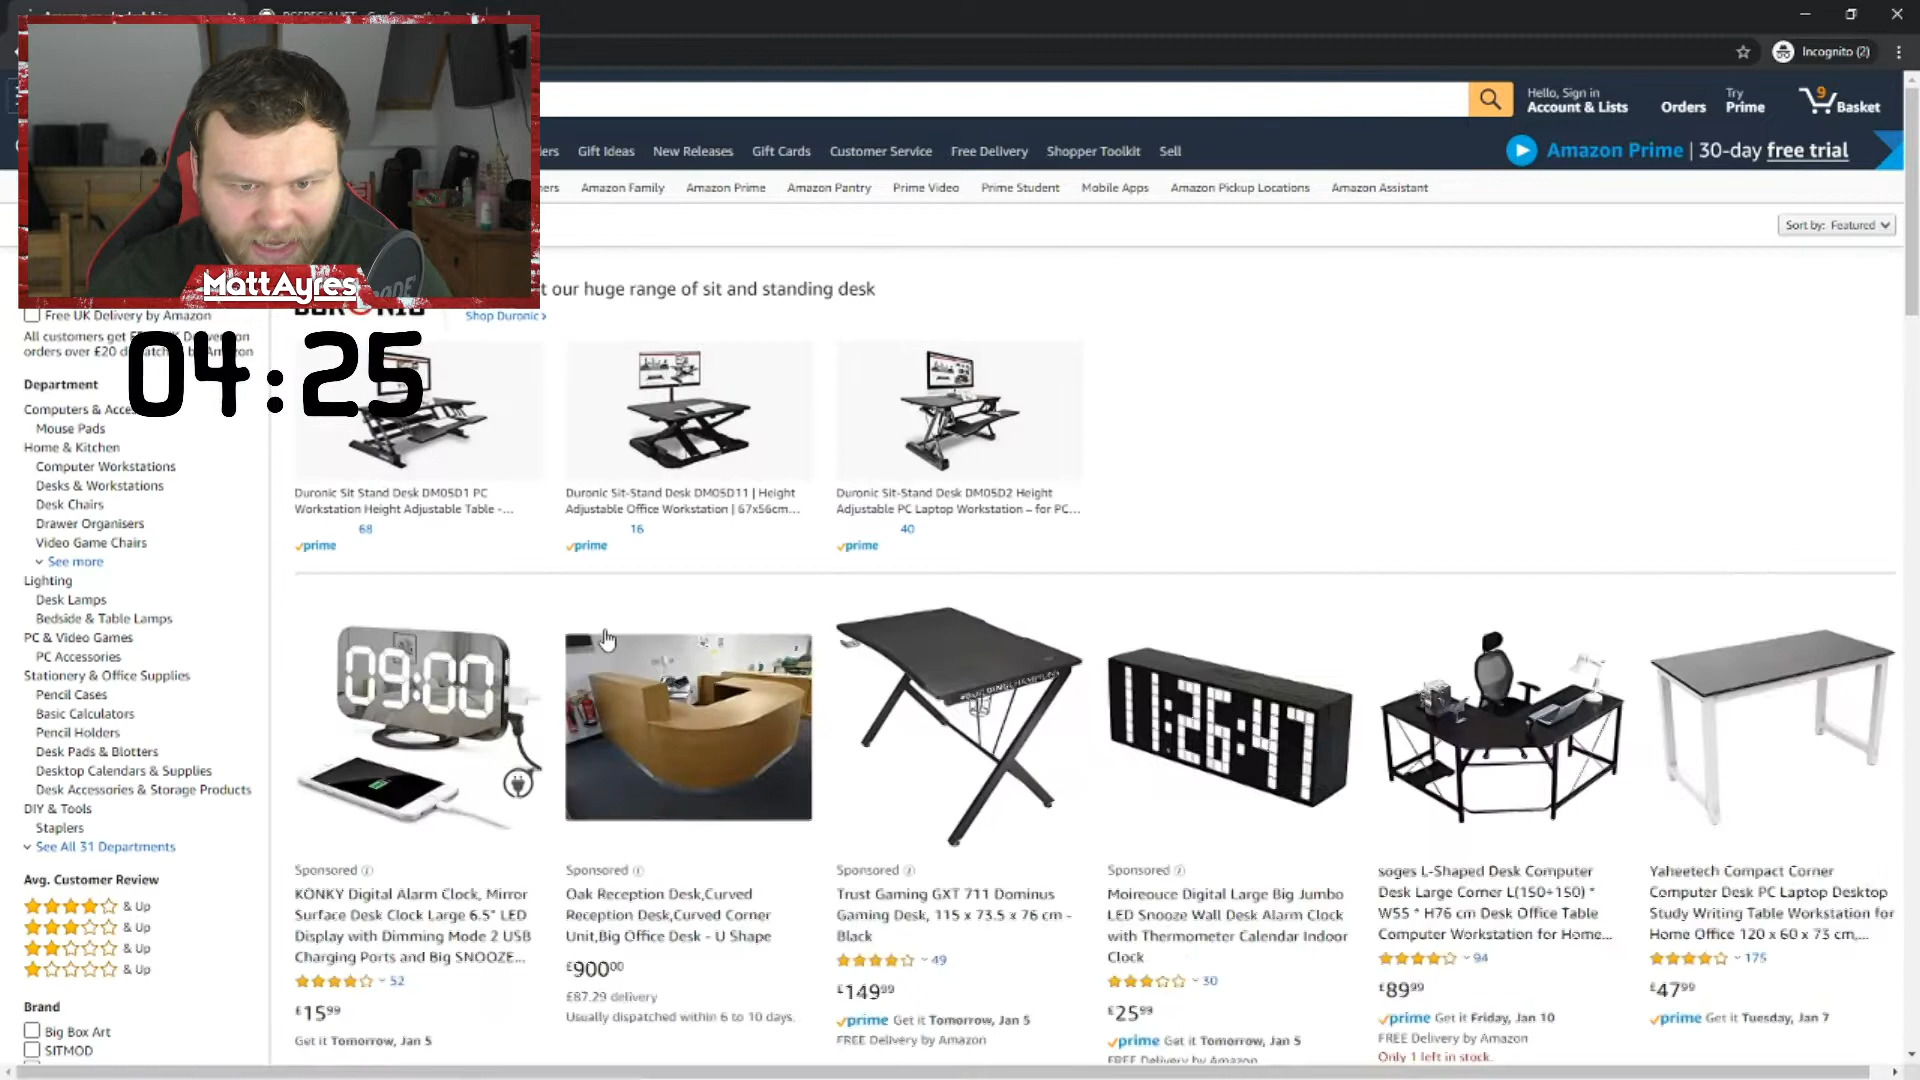 Incognito (2)
Hello, Sign in
Account & Lists
Orders
Try
Prime
9
Basket
Gift Ideas
New Releases
Gift Cards
Customer Service
Free Delivery
Shopper Toolkit
Sell
Amazon Prime | 30-day free trial
Amazon Family
Amazon Prime
Amazon Pantry
Prime Video
Prime Student
Mobile Apps
Amazon Pickup Locations
Amazon Assistant
Sort by: Featured
MattAyres
our huge range of sit and standing desk
Shop Duronic
Free UK Delivery by Amazon
All customers get
orders over £20
Amazon
04:25
Department
Computers &
Mouse Pads
Home & Kitchen
Computer Workstations
Desks & Workstations
Desk Chairs
Drawer Organisers
Video Game Chairs
See more
Lighting
Desk Lamps
Bedside & Table Lamps
PC & Video Games
PC Accessories
Stationery & Office Supplies
Pencil Cases
Basic Calculators
Pencil Holders
Desk Pads & Blotters
Desktop Calendars & Supplies
Desk Accessories & Storage Products
DIY & Tools
Staplers
See All 31 Departments
Avg. Customer Review
& Up
& Up
& Up
& Up
Brand
Big Box Art
SITMOD
Duronic Sit Stand Desk DM05D1 PC
Workstation Height Adjustable Table -...
68
prime
Duronic Sit-Stand Desk DM05D11 | Height
Adjustable Office Workstation | 67x56cm...
16
prime
Duronic Sit-Stand Desk DM05D2 Height
Adjustable PC Laptop Workstation – for PC...
40
prime
09:00
Sponsored
KONKY Digital Alarm Clock, Mirror
Surface Desk Clock Large 6.5" LED
Display with Dimming Mode 2 USB
Charging Ports and Big SNOOZE...
52
£15.99
Get it Tomorrow, Jan 5
Sponsored
Oak Reception Desk,Curved
Reception Desk,Curved Corner
Unit,Big Office Desk - U Shape
£900.00
£87.29 delivery
Usually dispatched within 6 to 10 days.
Sponsored
Trust Gaming GXT 711 Dominus
Gaming Desk, 115 x 73.5 x 76 cm -
Black
49
£149.99
prime Get it Tomorrow, Jan 5
FREE Delivery by Amazon
11:26:47
Sponsored
Moireouce Digital Large Big Jumbo
LED Snooze Wall Desk Alarm Clock
with Thermometer Calendar Indoor
Clock
30
£25.99
prime Get it Tomorrow, Jan 5
FREE Delivery by Amazon
soges L-Shaped Desk Computer
Desk Large Corner L(150+150) *
W55 * H76 cm Desk Office Table
Computer Workstation for Home...
94
£89.99
prime Get it Friday, Jan 10
FREE Delivery by Amazon
Only 1 left in stock.
Yaheetech Compact Corner
Computer Desk PC Laptop Desktop
Study Writing Table Workstation for
Home Office 120 x 60 x 73 cm,...
175
£47.99
prime Get it Tuesday, Jan 7